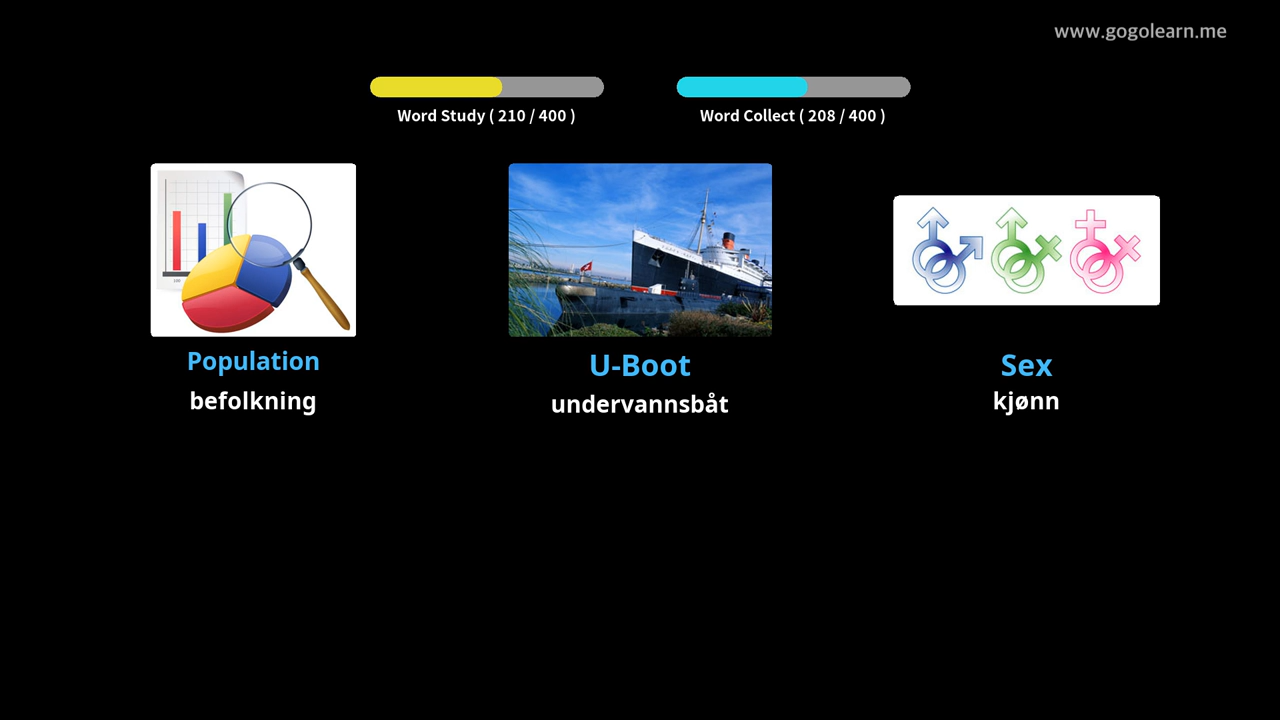 www.gogolearn.me
Word Study ( 210 / 400 )
Word Collect ( 208 / 400 )
Population
befolkning
U-Boot
undervannsbåt
Sex
kjønn